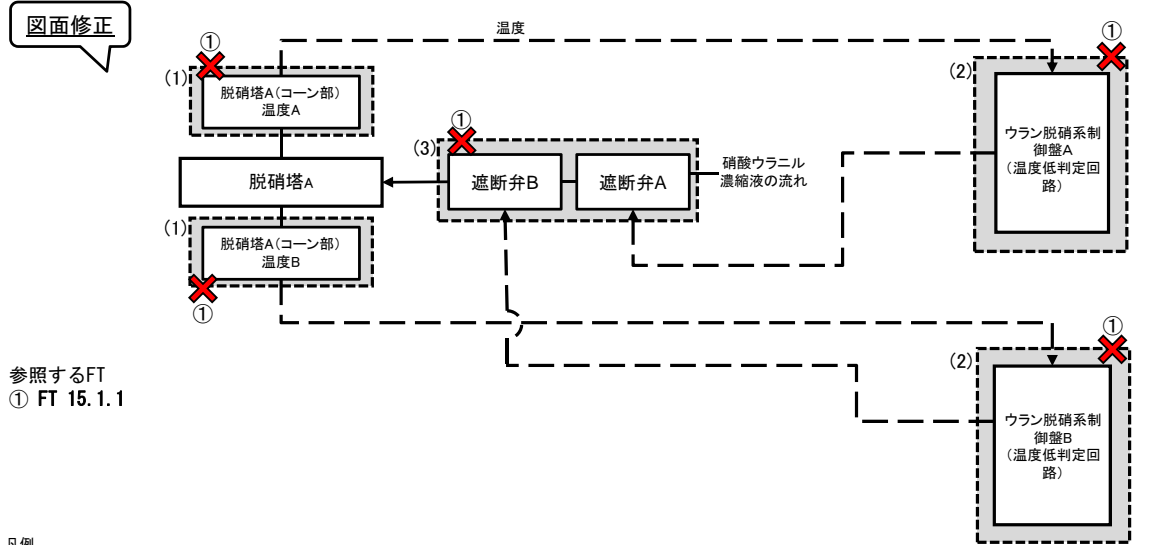 図面修正
温度
①
①
(1)
脱硝塔A(コーン部)
温度A
(2)
ウラン脱硝系制
御盤A
(温度低判定回
路)
①
(3)
遮断弁B
遮断弁A
硝酸ウラニル
濃縮液の流れ
脱硝塔A
(1)
脱硝塔A(コーン部)
温度B
①
①
(2)
ウラン脱硝系制
御盤B
(温度低判定回
路)
参照するFT
① FT 15.1.1
凡例